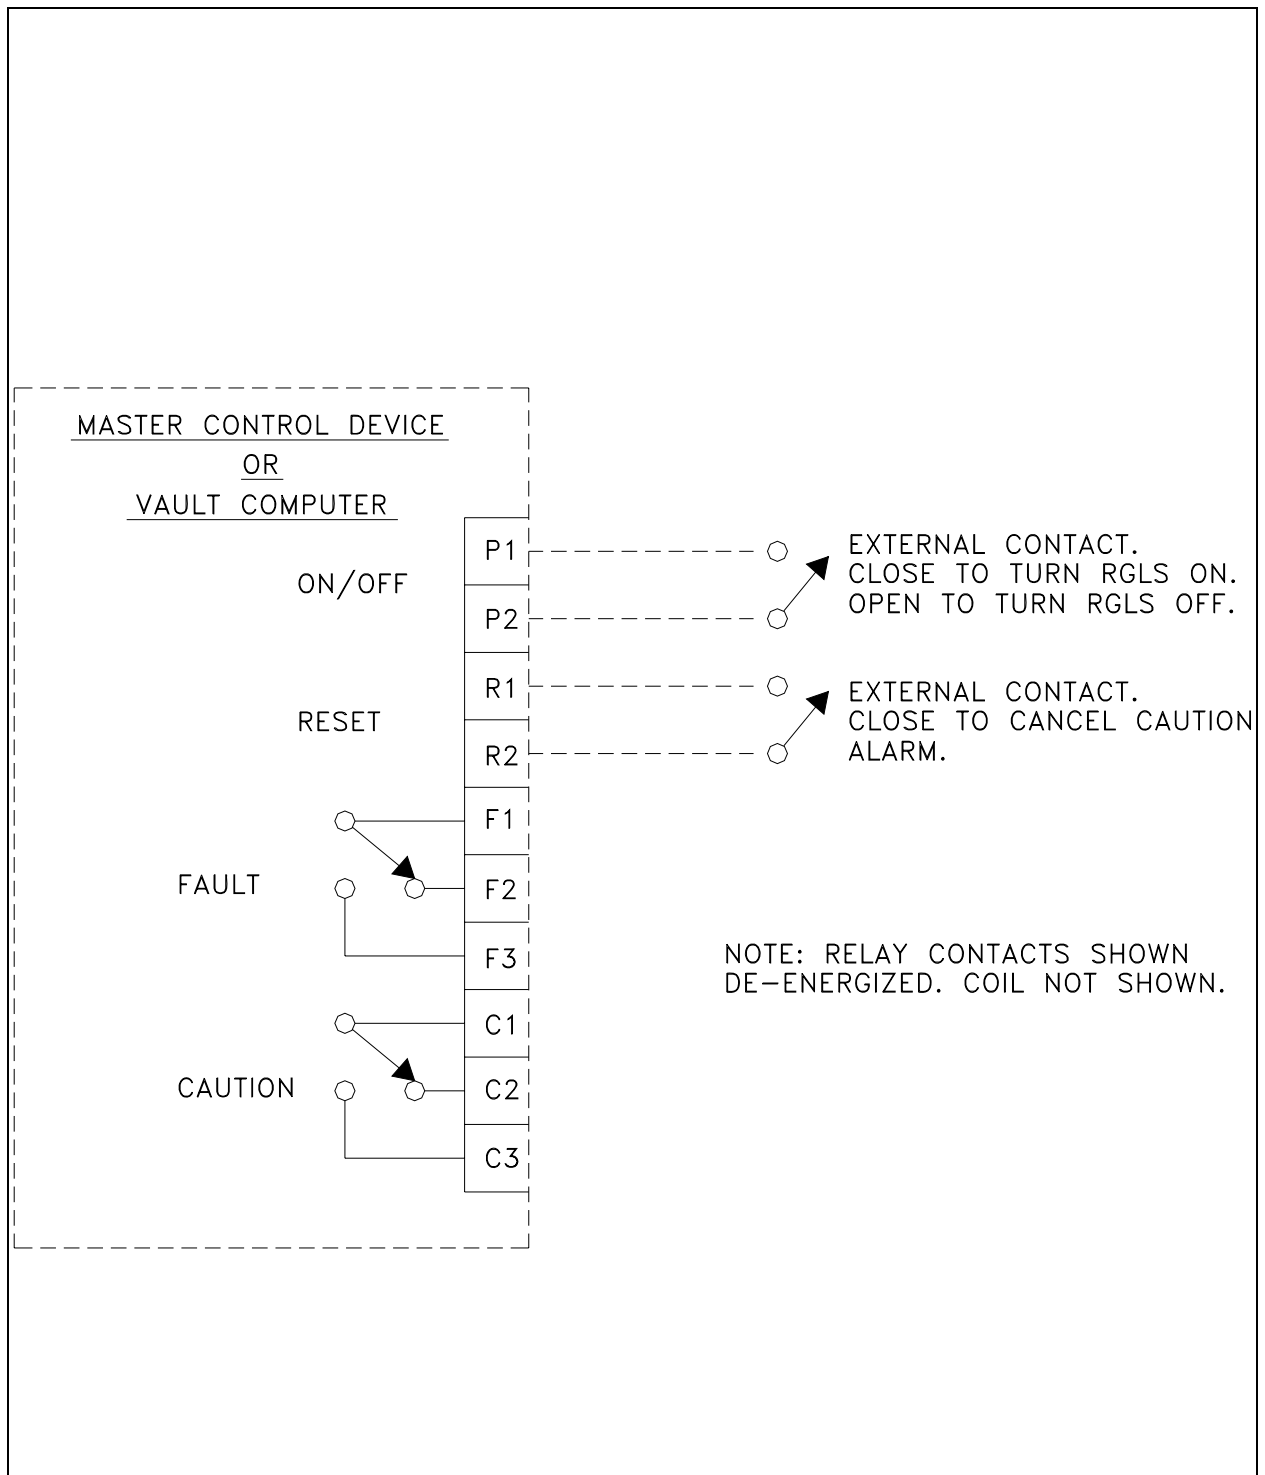 MASTER CONTROL DEVICE
OR
VAULT COMPUTER
P1
ON/OFF
P2
EXTERNAL CONTACT.
CLOSE TO TURN RGLS ON.
OPEN TO TURN RGLS OFF.
R1
RESET
R2
EXTERNAL CONTACT.
CLOSE TO CANCEL CAUTION
ALARM.
F1
FAULT
F2
F3
NOTE: RELAY CONTACTS SHOWN
DE-ENERGIZED. COIL NOT SHOWN.
C1
CAUTION
C2
C3